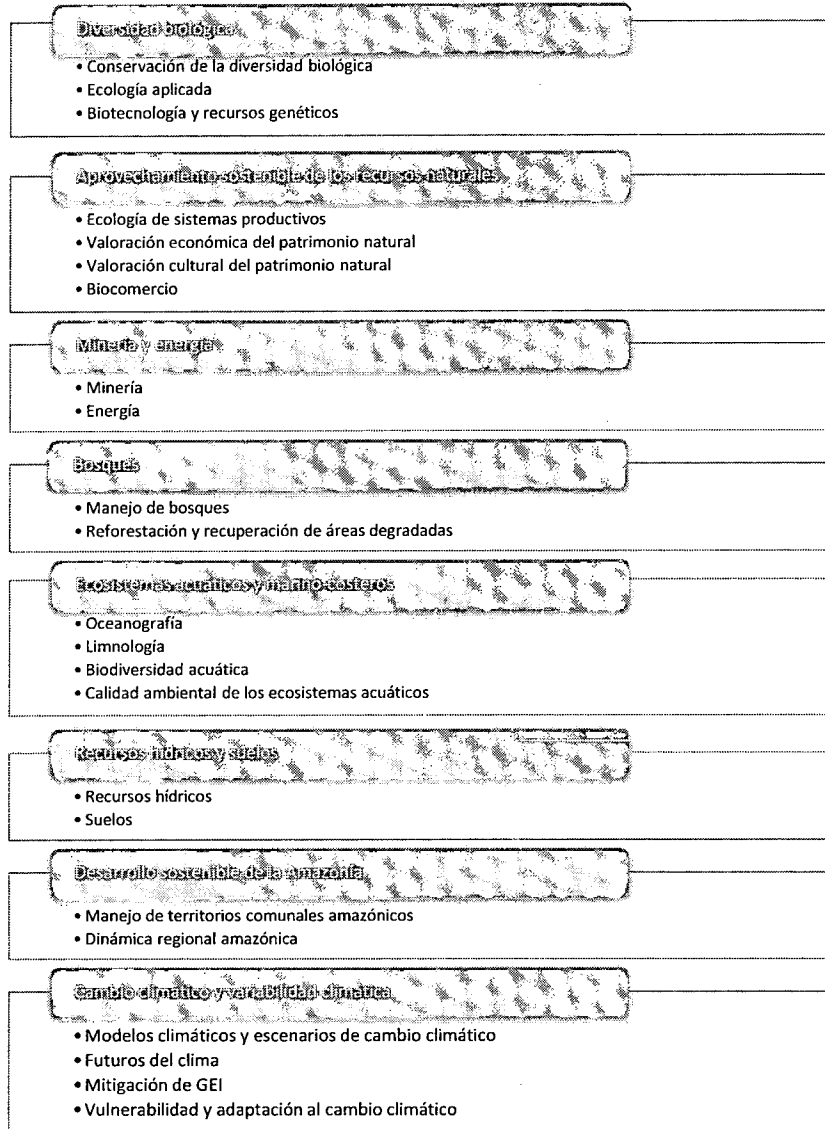 Diversidad biológica
• Conservación de la diversidad biológica
• Ecología aplicada
• Biotecnología y recursos genéticos
Aprovechamiento sostenible de los recursos naturales
• Ecología de sistemas productivos
• Valoración económica del patrimonio natural
• Valoración cultural del patrimonio natural
• Biocomercio
Minería y energía
• Minería
• Energía
Bosques
• Manejo de bosques
• Reforestación y recuperación de áreas degradadas
Ecosistemas acuáticos y marino-costeros
• Oceanografía
• Limnología
• Biodiversidad acuática
• Calidad ambiental de los ecosistemas acuáticos
Recursos hídricos y suelos
• Recursos hídricos
• Suelos
Desarrollo sostenible de la Amazonía
• Manejo de territorios comunales amazónicos
• Dinámica regional amazónica
Cambio climático y variabilidad climática
• Modelos climáticos y escenarios de cambio climático
• Futuros del clima
• Mitigación de GEI
• Vulnerabilidad y adaptación al cambio climático